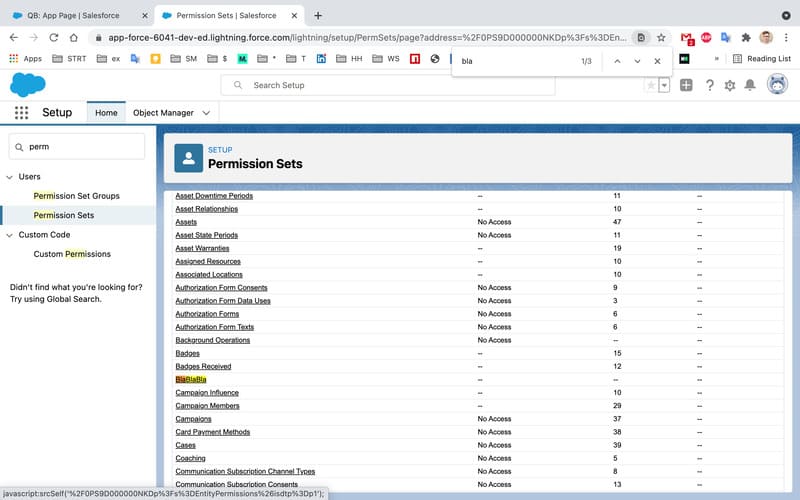 QB: App Page | Salesforce
Permission Sets | Salesforce
app-force-6041-dev-ed.lightning.force.com/lightning/setup/PermSets/page?address=%2F0PS9D000000NKDp%3Fs%3DEn...
Apps
STRT
ex
SM
$
M.
*
T
HH
WS
»
Reading List
bla
1/3
Search Setup
Setup
Home
Object Manager
perm
Users
Permission Set Groups
Permission Sets
Custom Code
Custom Permissions
Didn't find what you're looking for?
Try using Global Search.
SETUP
Permission Sets
Asset Downtime Periods -- 11 --
Asset Relationships -- 10 --
Assets No Access 47 --
Asset State Periods No Access 11 --
Asset Warranties -- 19 --
Assigned Resources -- 10 --
Associated Locations -- 10 --
Authorization Form Consents No Access 9 --
Authorization Form Data Uses No Access 3 --
Authorization Forms No Access 6 --
Authorization Form Texts No Access 6 --
Background Operations No Access -- --
Badges -- 15 --
Badges Received -- 12 --
BlaBlaBla -- -- --
Campaign Influence -- 10 --
Campaign Members -- 29 --
Campaigns No Access 37 --
Card Payment Methods No Access 38 --
Cases No Access 39 --
Coaching No Access 5 --
Communication Subscription Channel Types No Access 8 --
Communication Subscription Consents No Access 13 --
javascript:srcSelf('%2F0PS9D000000NKDp%3Fs%3DEntityPermissions%26isdtp%3Dp1');